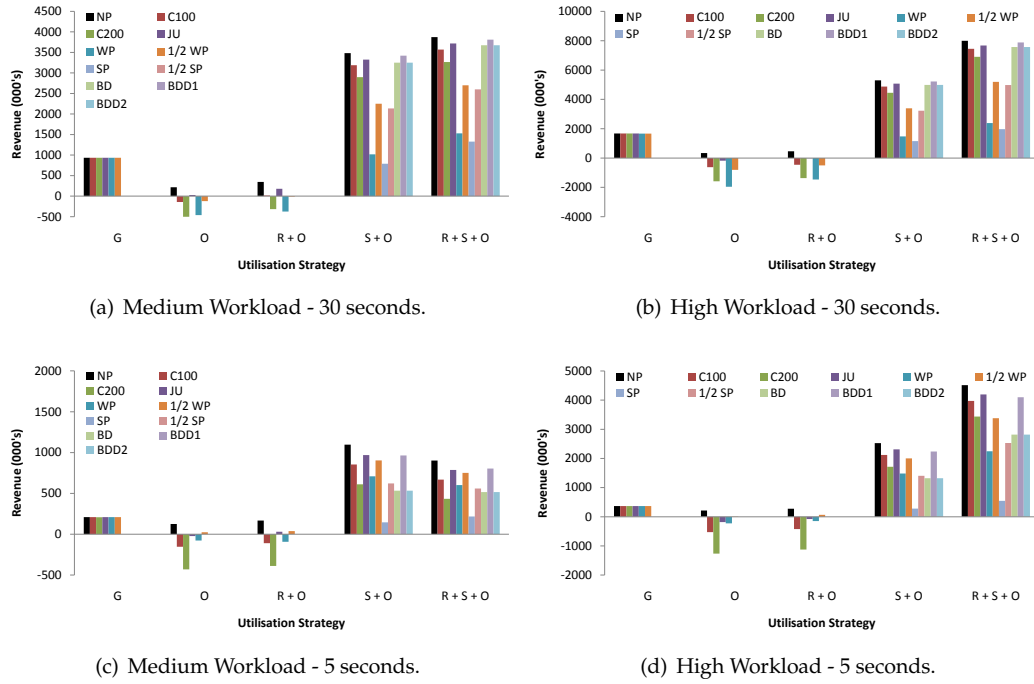 4500
4000
3500
3000
2500
2000
1500
1000
500
0
-500
Revenue (000's)
NP C100
C200 JU
WP 1/2 WP
SP 1/2 SP
BD BDD1
BDD2
G O R + O S + O R + S + O
Utilisation Strategy
(a) Medium Workload - 30 seconds.
10000
8000
6000
4000
2000
0
-2000
-4000
Revenue (000's)
NP C100 C200 JU WP 1/2 WP
SP 1/2 SP BD BDD1 BDD2
G O R + O S + O R + S + O
Utilisation Strategy
(b) High Workload - 30 seconds.
2000
1500
1000
500
0
-500
Revenue (000's)
NP C100
C200 JU
WP 1/2 WP
SP 1/2 SP
BD BDD1
BDD2
G O R + O S + O R + S + O
Utilisation Strategy
(c) Medium Workload - 5 seconds.
5000
4000
3000
2000
1000
0
-1000
-2000
Revenue (000's)
NP C100 C200 JU WP 1/2 WP
SP 1/2 SP BD BDD1 BDD2
G O R + O S + O R + S + O
Utilisation Strategy
(d) High Workload - 5 seconds.